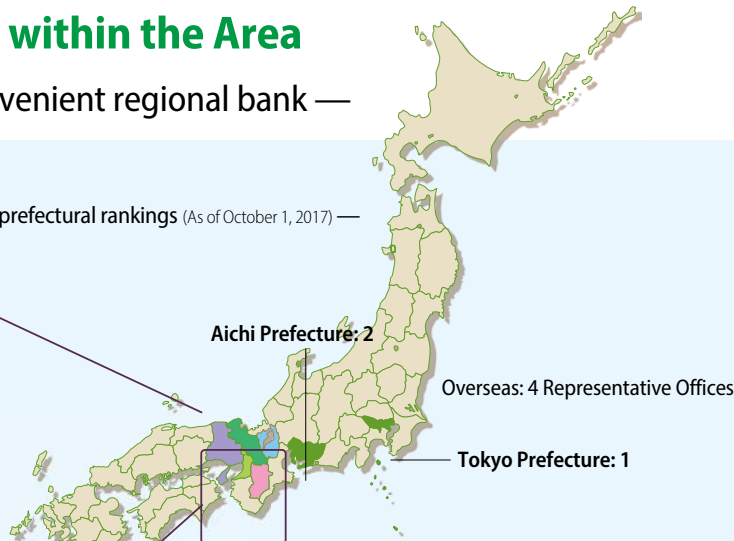 within the Area
venient regional bank —
prefectural rankings (As of October 1, 2017) —
Aichi Prefecture: 2
Overseas: 4 Representative Offices
Tokyo Prefecture: 1